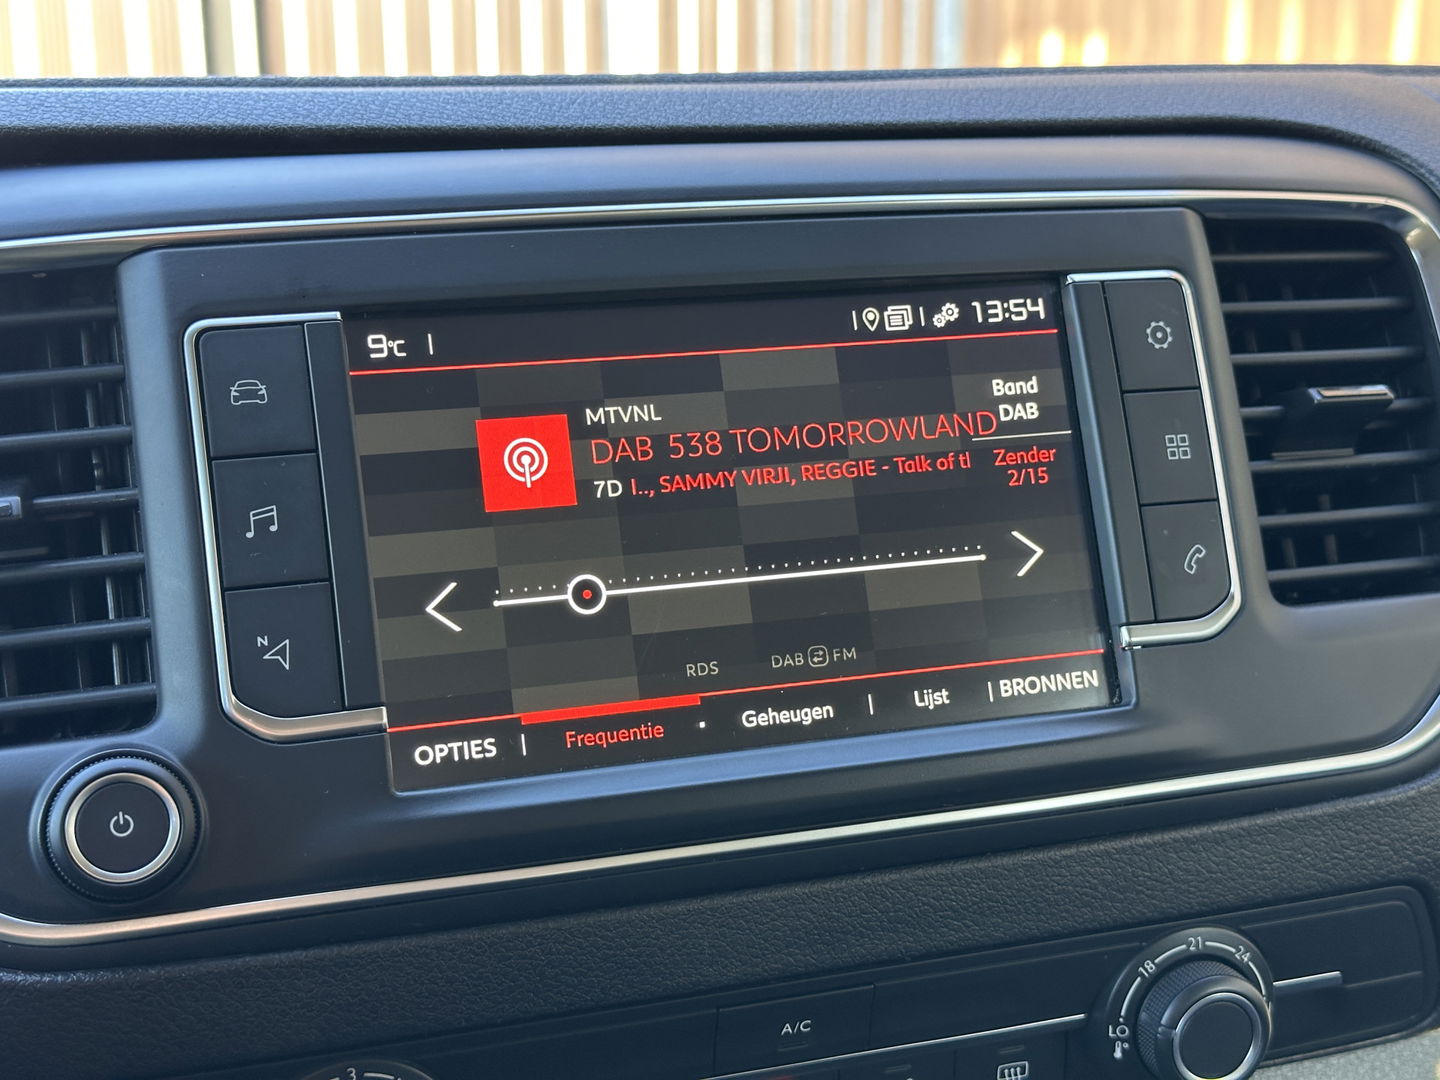 9°C
13:54
MTVNL
DAB 538 TOMORROWLAND
7D I.., SAMMY VIRJI, REGGIE - Talk of tl
Band
DAB
Zender
2/15
RDS
DAB FM
OPTIES
Frequentie
Geheugen
Lijst
BRONNEN
N
A/C
LO
18
21
24
3